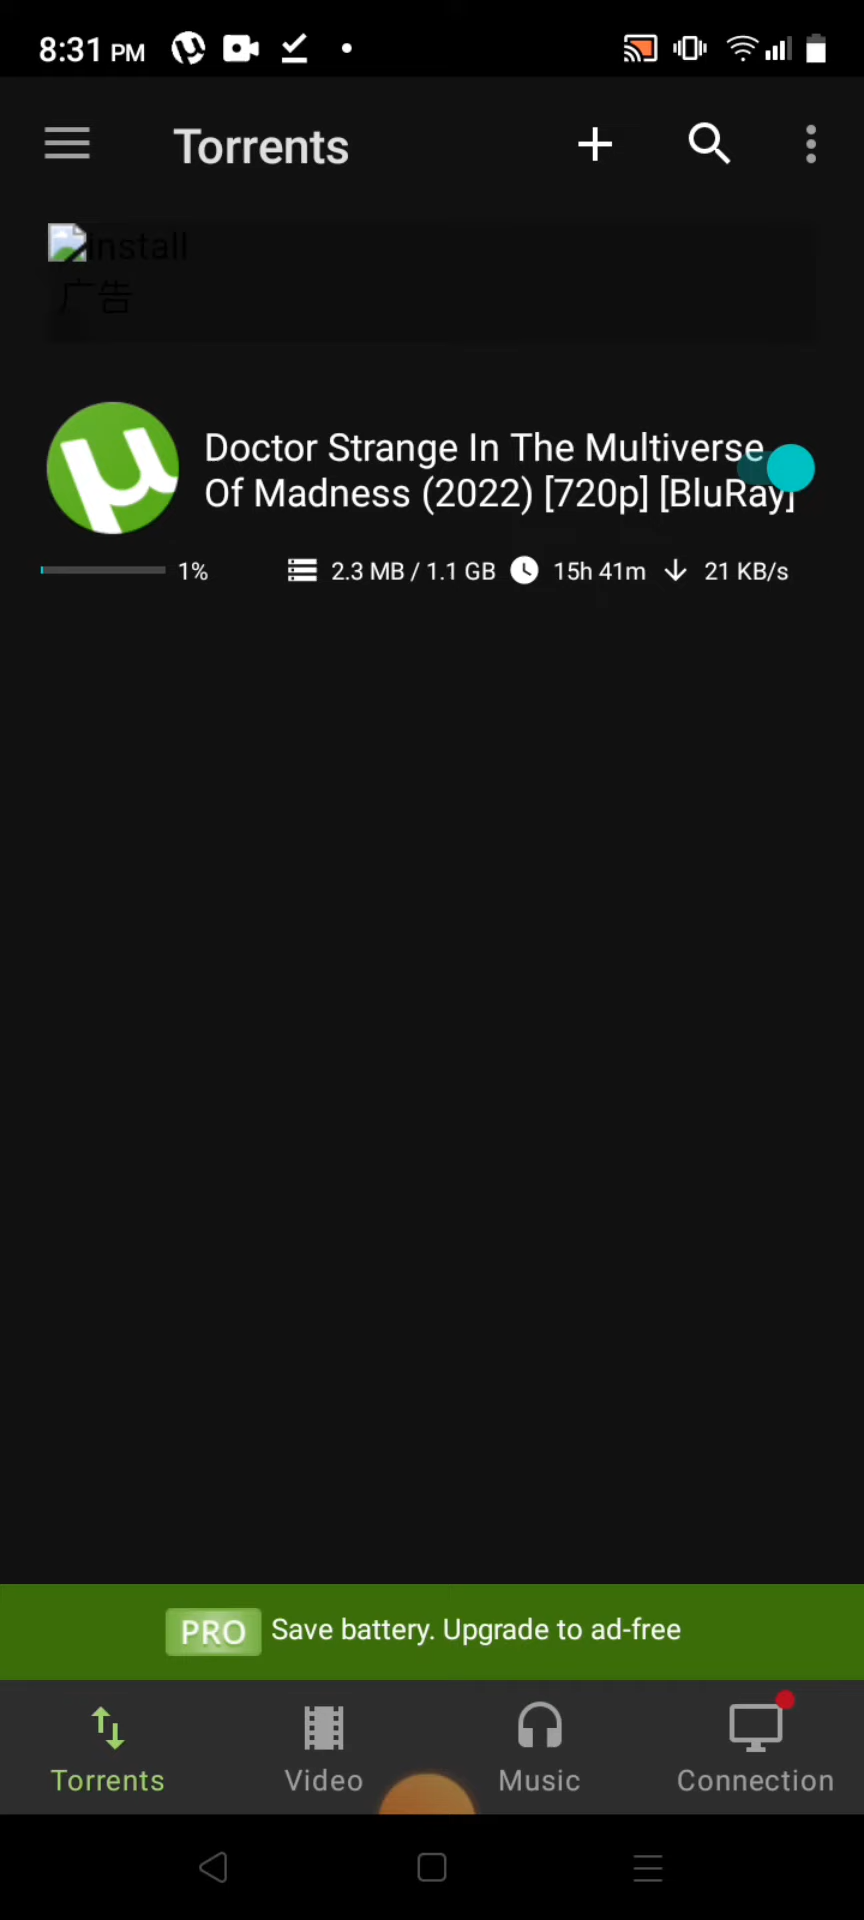 8:31 PM
Torrents
install
广告
Doctor Strange In The Multiverse
Of Madness (2022) [720p] [BluRay]
1% 2.3 MB / 1.1 GB 15h 41m 21 KB/s
PRO Save battery. Upgrade to ad-free
Torrents Video Music Connection